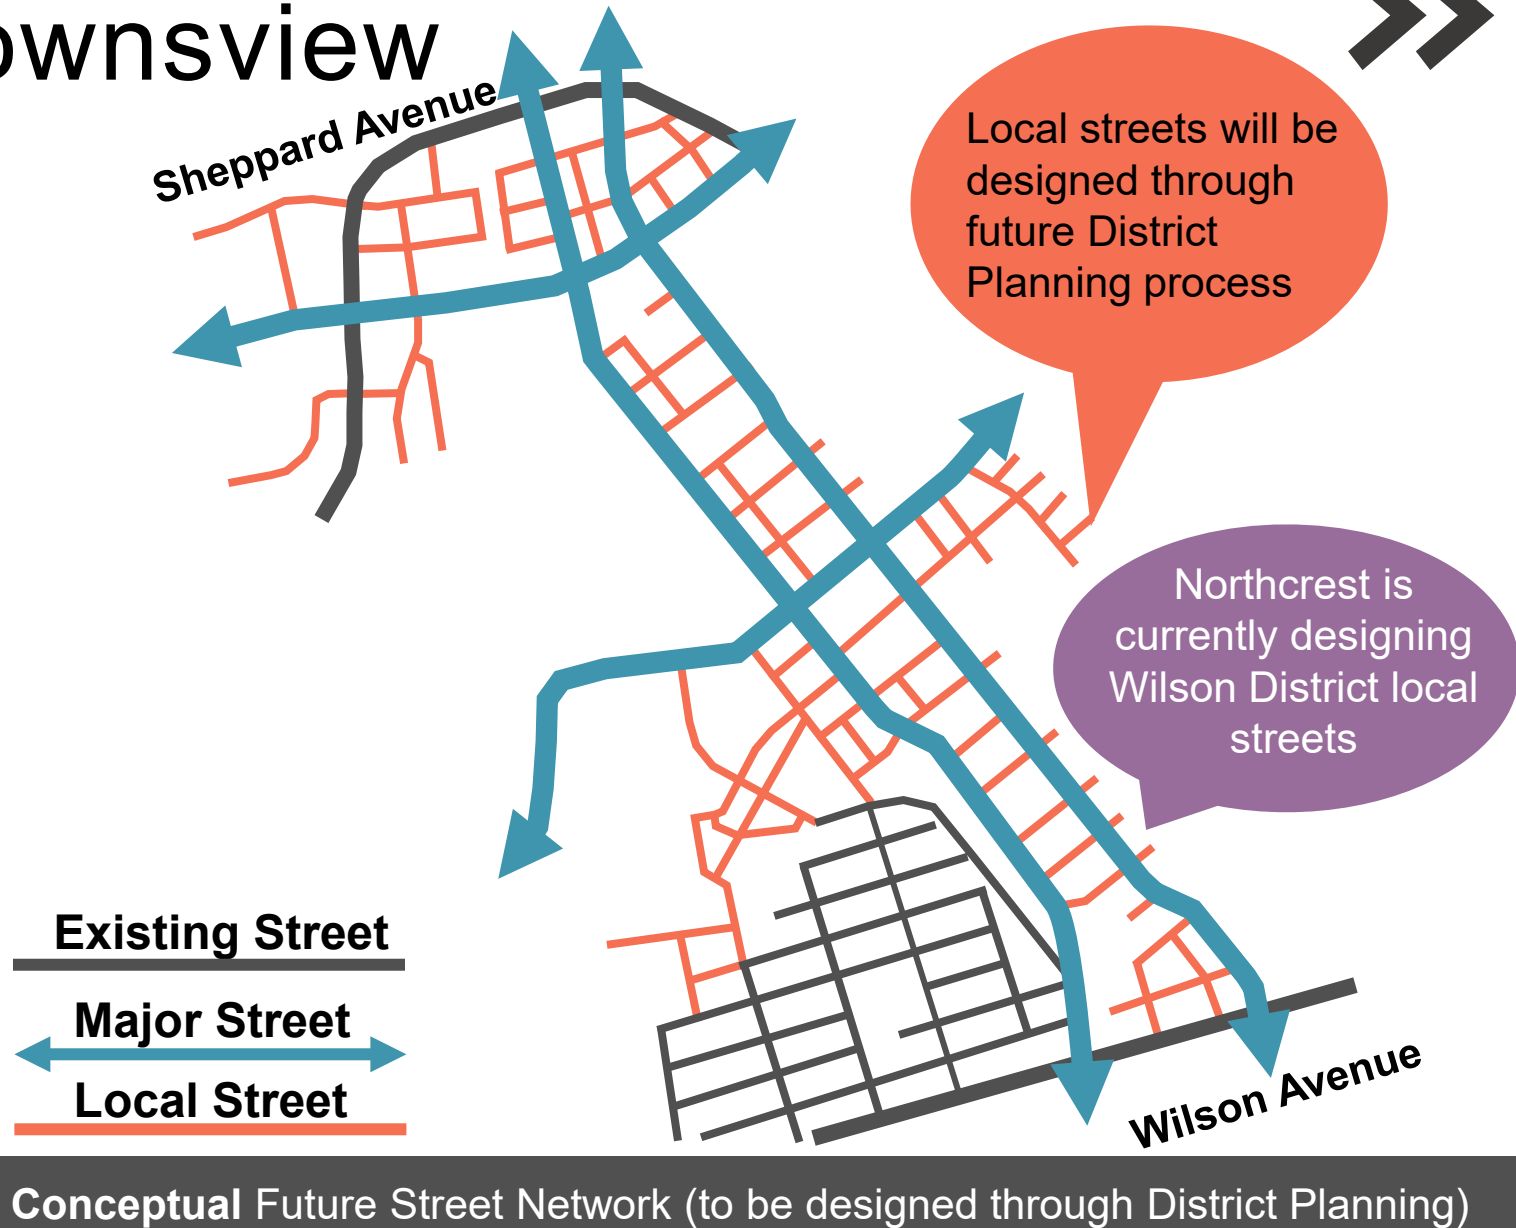 ownsview
Sheppard Avenue
Local streets will be
designed through
future District
Planning process
Northcrest is
currently designing
Wilson District local
streets
Existing Street
Major Street
Local Street
Wilson Avenue
Conceptual Future Street Network (to be designed through District Planning)